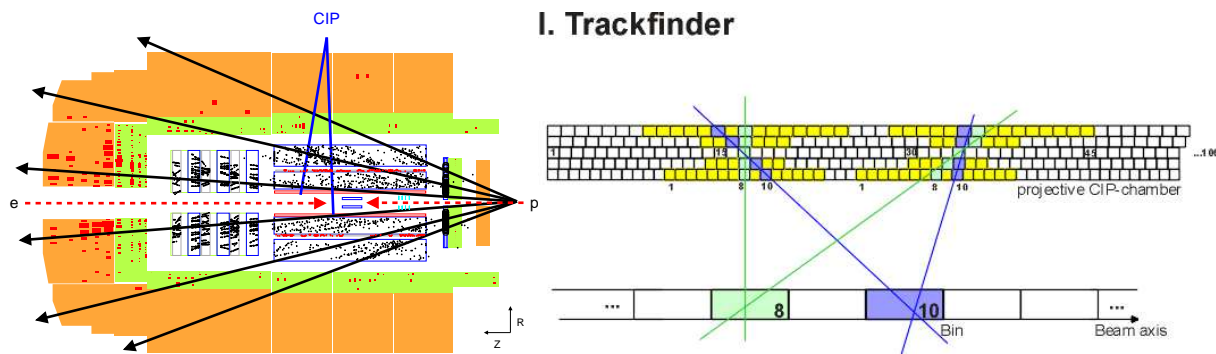 CIP
I. Trackfinder
e
p
R
Z
1
15
30
45
...100
1
8
10
1
8
10
projective CIP-chamber
...
8
10
...
Bin
Beam axis